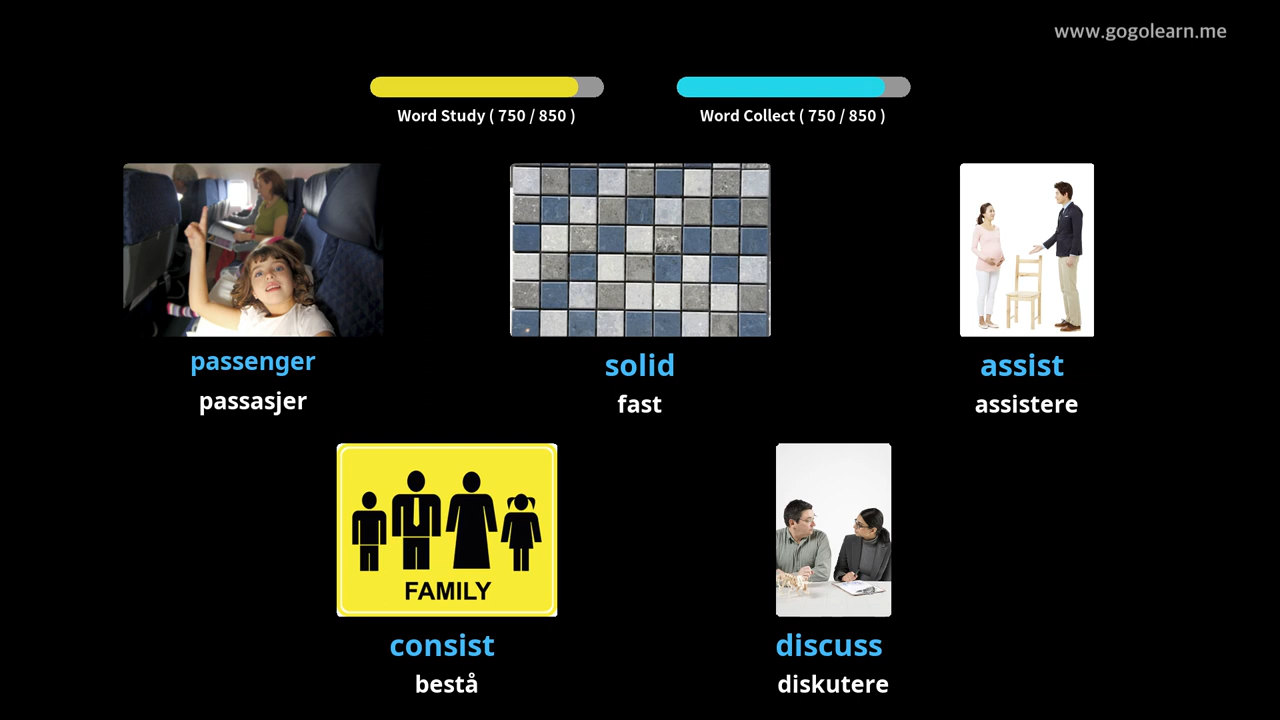 www.gogolearn.me
Word Study ( 750 / 850 )
Word Collect ( 750 / 850 )
passenger
passasjer
solid
fast
assist
assistere
FAMILY
consist
bestå
discuss
diskutere